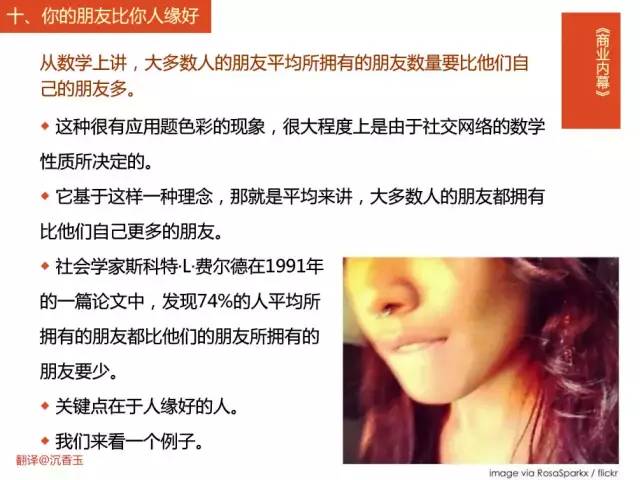 十、你的朋友比你人缘好
《商业内幕》
从数学上讲，大多数人的朋友平均所拥有的朋友数量要比他们自
己的朋友多。
这种很有应用题色彩的现象，很大程度上是由于社交网络的数学
性质所决定的。
它基于这样一种理念，那就是平均来讲，大多数人的朋友都拥有
比他们自己更多的朋友。
社会学家斯科特·L·费尔德在1991年
的一篇论文中，发现74%的人平均所
拥有的朋友都比他们的朋友所拥有的
朋友要少。
关键点在于人缘好的人。
我们来看一个例子。
翻译@沉香玉
image via RosaSparkx / flickr